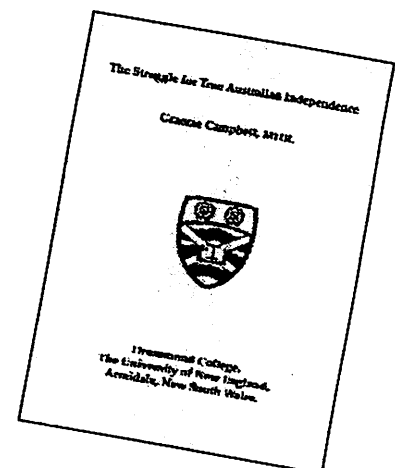 The Struggle for True Australian Independence
Graeme Campbell, MHR.
Drummond College,
The University of New England,
Armidale, New South Wales.